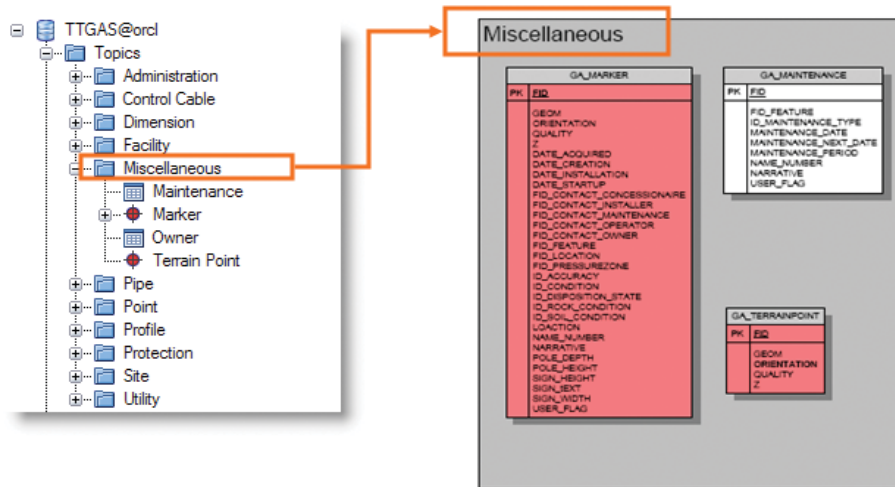 TTGAS@orcl
Topics
Administration
Control Cable
Dimension
Facility
Miscellaneous
Maintenance
Marker
Owner
Terrain Point
Pipe
Point
Profile
Protection
Site
Utility
Miscellaneous
GA_MARKER
PK FID
GEOM
ORIENTATION
QUALITY
Z
DATE_ACQUIRED
DATE_CREATION
DATE_INSTALLATION
DATE_STARTUP
FID_CONTACT_CONCESSIONAIRE
FID_CONTACT_INSTALLER
FID_CONTACT_MAINTENANCE
FID_CONTACT_OPERATOR
FID_CONTACT_OWNER
FID_FEATURE
FID_LOCATION
FID_PRESSUREZONE
ID_ACCURACY
ID_CONDITION
ID_DISPOSITION_STATE
ID_ROCK_CONDITION
ID_SOIL_CONDITION
LOACTION
NAME_NUMBER
NARRATIVE
POLE_DEPTH
POLE_HEIGHT
SIGN_HEIGHT
SIGN_tEXT
SIGN_WIDTH
USER_FLAG
GA_MAINTENANCE
PK FID
FID_FEATURE
ID_MAINTENANCE_TYPE
MAINTENANCE_DATE
MAINTENANCE_NEXT_DATE
MAINTENANCE_PERIOD
NAME_NUMBER
NARRATIVE
USER_FLAG
GA_TERRAINPOINT
PK FID
GEOM
ORIENTATION
QUALITY
Z